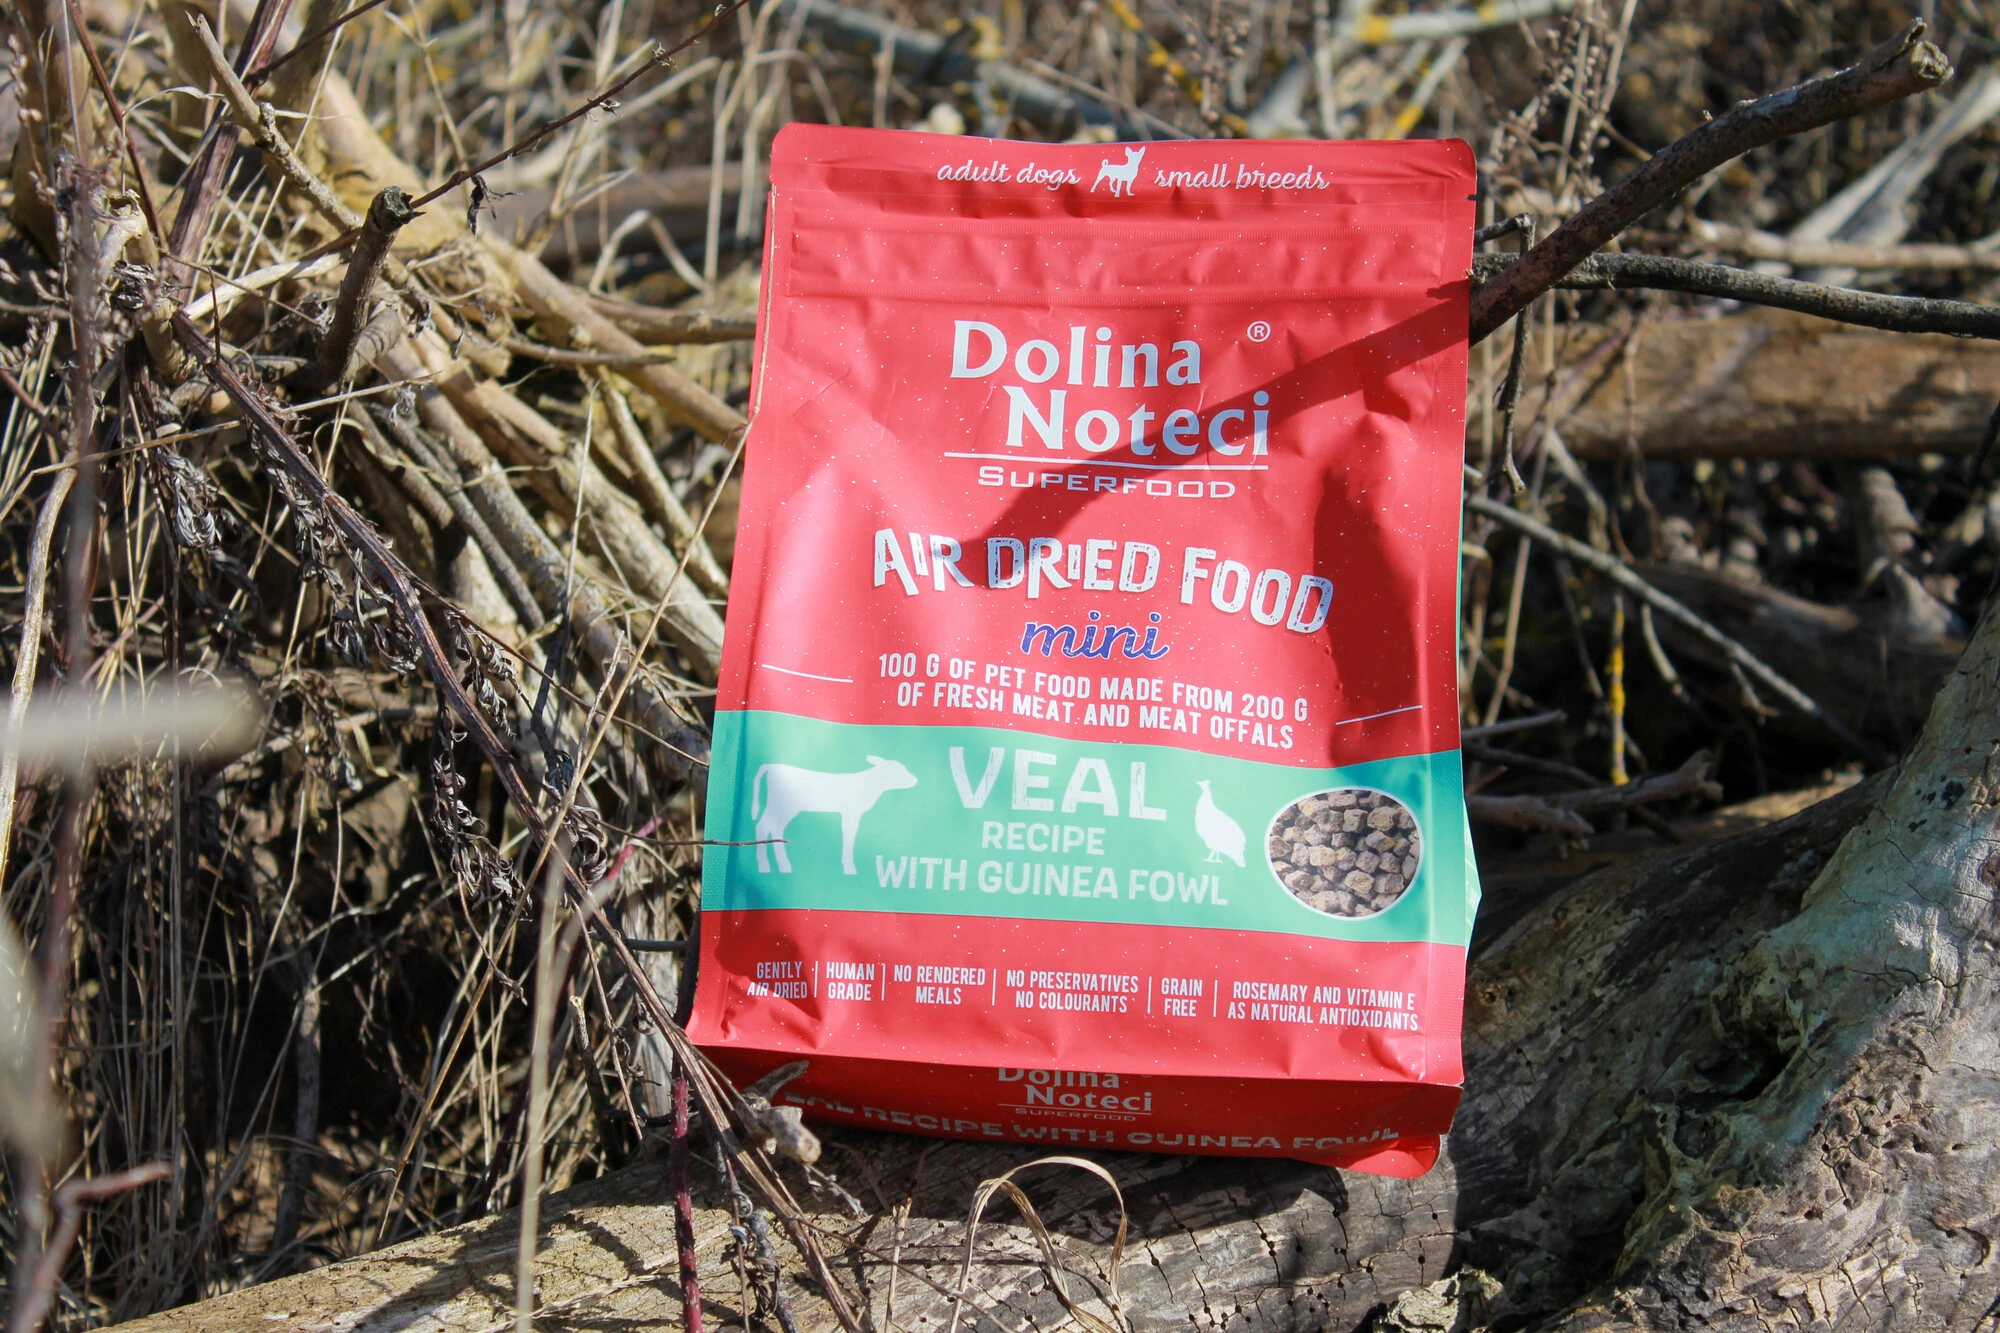 adult dogs small breeds
Dolina ®
Noteci
SUPERFOOD
AIR DRIED FOOD
mini
100 G OF PET FOOD MADE FROM 200 G
OF FRESH MEAT AND MEAT OFFALS
VEAL
RECIPE
WITH GUINEA FOWL
GENTLY AIR DRIED | HUMAN GRADE | NO RENDERED MEALS | NO PRESERVATIVES NO COLOURANTS | GRAIN FREE | ROSEMARY AND VITAMIN E AS NATURAL ANTIOXIDANTS
Dolina
Noteci
SUPERFOOD
RECIPE WITH GUINEA FOWL